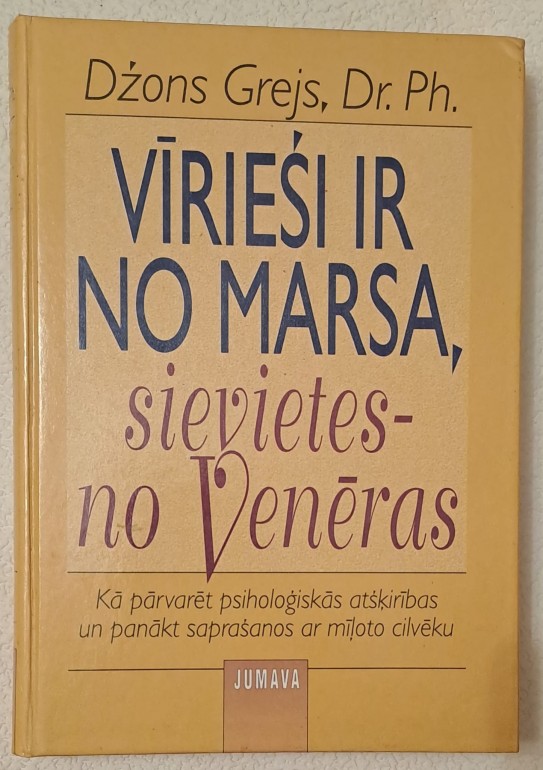 Džons Grejs, Dr. Ph.
VĪRIEŠI IR
NO MARSA,
sievietes-
no Venēras
Kā pārvarēt psiholoģiskās atšķirības
un panākt saprašanos ar mīļoto cilvēku
JUMAVA